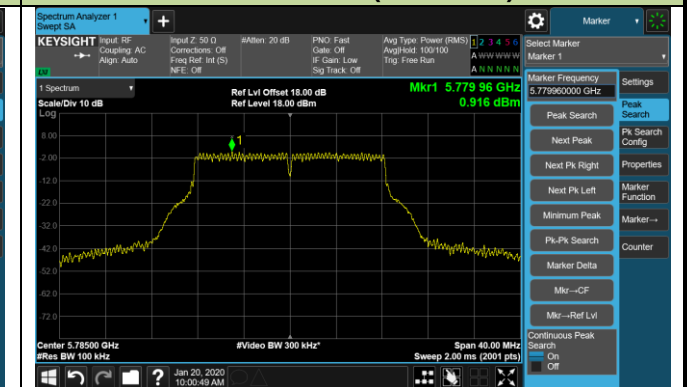 Spectrum Analyzer 1
Swept SA
Marker
KEYSIGHT Input: RF Input Z: 50 Ω #Atten: 20 dB PNO: Fast Avg Type: Power (RMS) 1 2 3 4 5 6
Coupling: AC Corrections: Off Gate: Off Avg|Hold: 100/100 A W W W W W
Align: Auto Freq Ref: Int (S) IF Gain: Low Trig: Free Run
NFE: Off Sig Track: Off A N N N N N
Select Marker
Marker 1
LW
1 Spectrum
Scale/Div 10 dB
Log
Ref Lvl Offset 18.00 dB
Ref Level 18.00 dBm
Mkr1 5.779 96 GHz
0.916 dBm
8.00
-2.00
-12.0
-22.0
-32.0
-42.0
-52.0
-62.0
-72.0
1
Center 5.78500 GHz #Video BW 300 kHz* Span 40.00 MHz
#Res BW 100 kHz Sweep 2.00 ms (2001 pts)
Marker Frequency
5.779960000 GHz
Peak Search
Next Peak
Next Pk Right
Next Pk Left
Minimum Peak
Pk-Pk Search
Marker Delta
Mkr→CF
Mkr→Ref Lvl
Continuous Peak
Search
On
Off
Settings
Peak
Search
Pk Search
Config
Properties
Marker
Function
Marker→
Counter
? Jan 20, 2020
10:00:49 AM